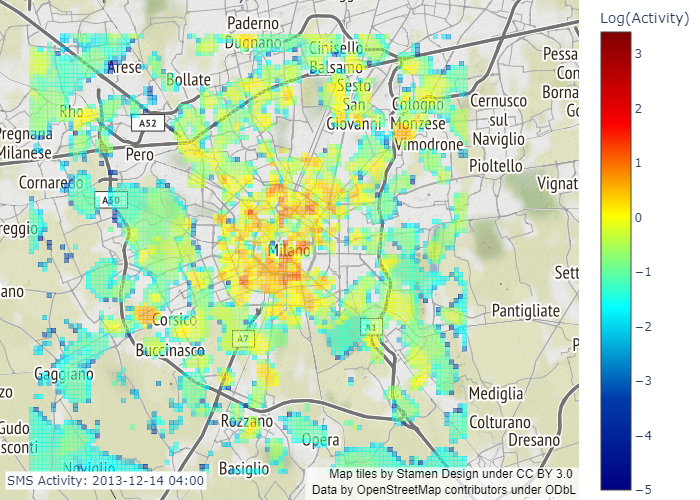 Log(Activity)
3
2
1
0
−1
−2
−3
−4
−5
Paderno
Dugnano
Cinisello
Balsamo
Arese
Bollate
Sesto
San
Giovanni
Rho
Cologno
Monzese
Vimodrone
Cernusco
sul
Naviglio
Pessa
Con
Borna
Go
A52
Pregnana
Milanese
Pero
Pioltello
Cornaredo
A50
Vignat
reggio
Milano
Sett
ano
Corsico
Pantigliate
A7
A1
Buccinasco
P
Gaggiano
zo
Mediglia
Rozzano
Colturano
Gudo
sconti
Opera
Dresano
Noviglio
Basiglio
SMS Activity: 2013-12-14 04:00
Map tiles by Stamen Design under CC BY 3.0
Data by OpenStreetMap contributors under ODbL